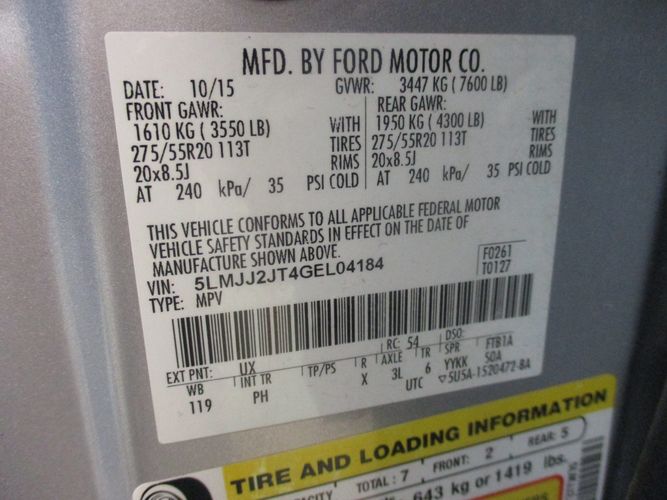 MFD. BY FORD MOTOR CO.
DATE: 10/15 GVWR: 3447 KG (7600 LB)
FRONT GAWR: REAR GAWR:
1610 KG (3550 LB) WITH 1950 KG (4300 LB) WITH
275/55R20 113T TIRES 275/55R20 113T TIRES
20x8.5J RIMS 20x8.5J RIMS
AT 240 kPa/ 35 PSI COLD AT 240 kPa/ 35 PSI COLD
THIS VEHICLE CONFORMS TO ALL APPLICABLE FEDERAL MOTOR
VEHICLE SAFETY STANDARDS IN EFFECT ON THE DATE OF
MANUFACTURE SHOWN ABOVE.
F0261
VIN: 5LMJJ2JT4GEL04184 T0127
TYPE: MPV
EXT PNT: UX RC: 54 DSO:
WB INT TR TP/PS R AXLE TR SPR FTB1A
119 PH X 3L 6 YYKK SOA
UTC ▽5U5A-1520472-BA
TIRE AND LOADING INFORMATION
TOTAL: 7 FRONT: 2 REAR: 5
643 kg or 1419 lbs.